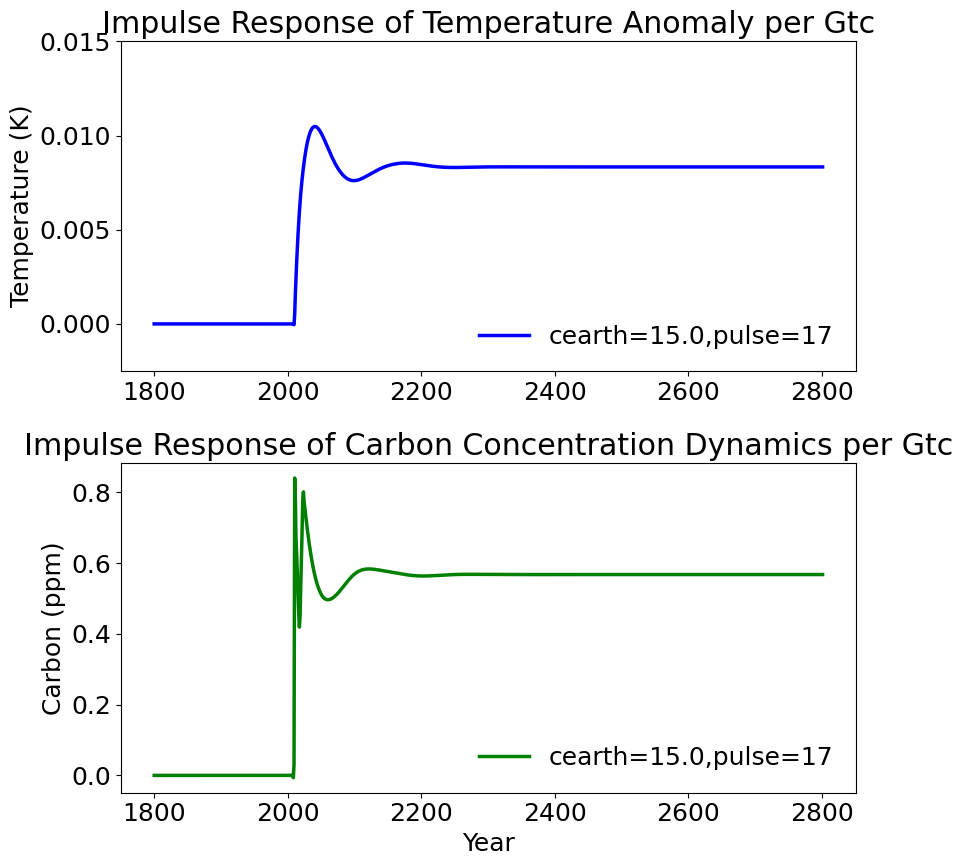 Impulse Response of Temperature Anomaly per Gtc
0.015
0.010
0.005
0.000
Temperature (K)
cearth=15.0,pulse=17
1800 2000 2200 2400 2600 2800
Impulse Response of Carbon Concentration Dynamics per Gtc
0.8
0.6
0.4
0.2
0.0
Carbon (ppm)
cearth=15.0,pulse=17
1800 2000 2200 2400 2600 2800
Year